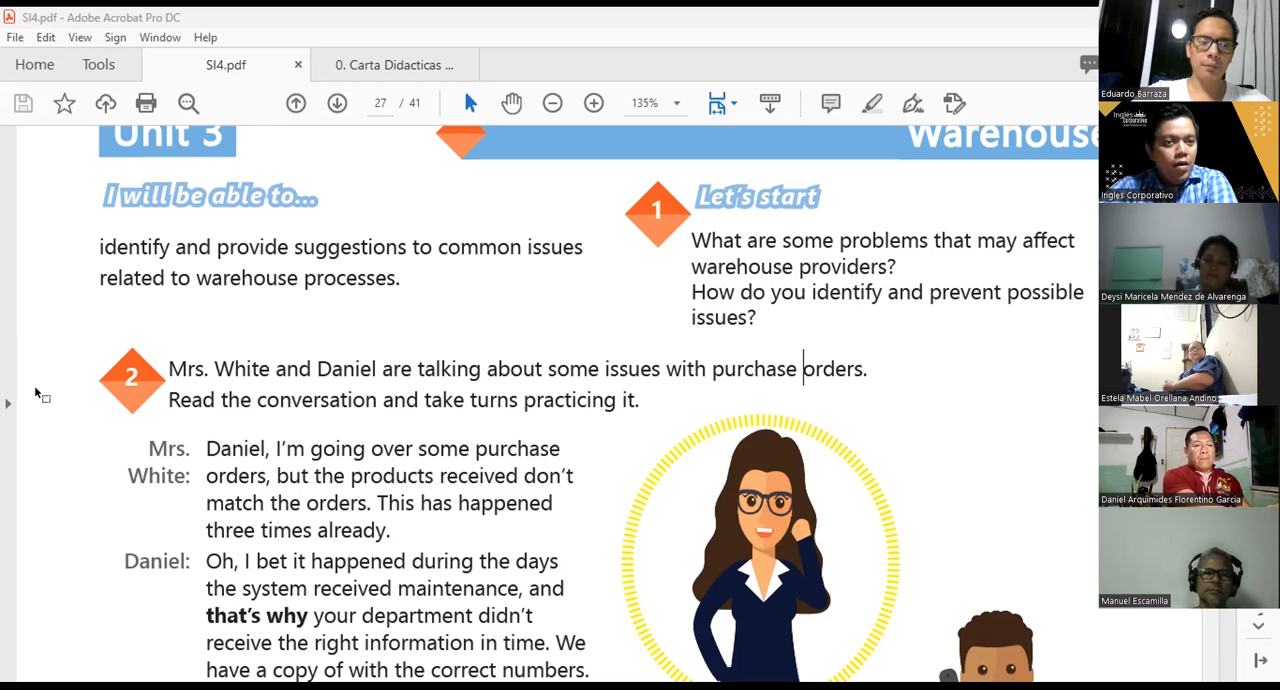 SI4.pdf - Adobe Acrobat Pro DC
File Edit View Sign Window Help
Home Tools SI4.pdf × 0. Carta Didacticas ...
27 / 41 135%
Unit 3
Warehouse
I will be able to...
identify and provide suggestions to common issues
related to warehouse processes.
1 Let's start
What are some problems that may affect
warehouse providers?
How do you identify and prevent possible
issues?
2 Mrs. White and Daniel are talking about some issues with purchase orders.
Read the conversation and take turns practicing it.
Mrs. White: Daniel, I'm going over some purchase
orders, but the products received don't
match the orders. This has happened
three times already.
Daniel: Oh, I bet it happened during the days
the system received maintenance, and
that's why your department didn't
receive the right information in time. We
have a copy of with the correct numbers.
Eduardo Barraza
Inglés
Corporativo
Ingles Corporativo
Deysi Maricela Mendez de Alvarenga
Estela Mabel Orellana Andino
Daniel Arquimides Florentino Garcia
Manuel Escamilla